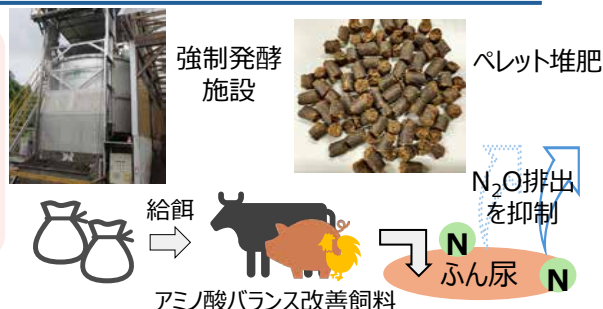 強制発酵
施設
ペレット堆肥
給餌
アミノ酸バランス改善飼料
N₂O排出
を抑制
N
ふん尿
N